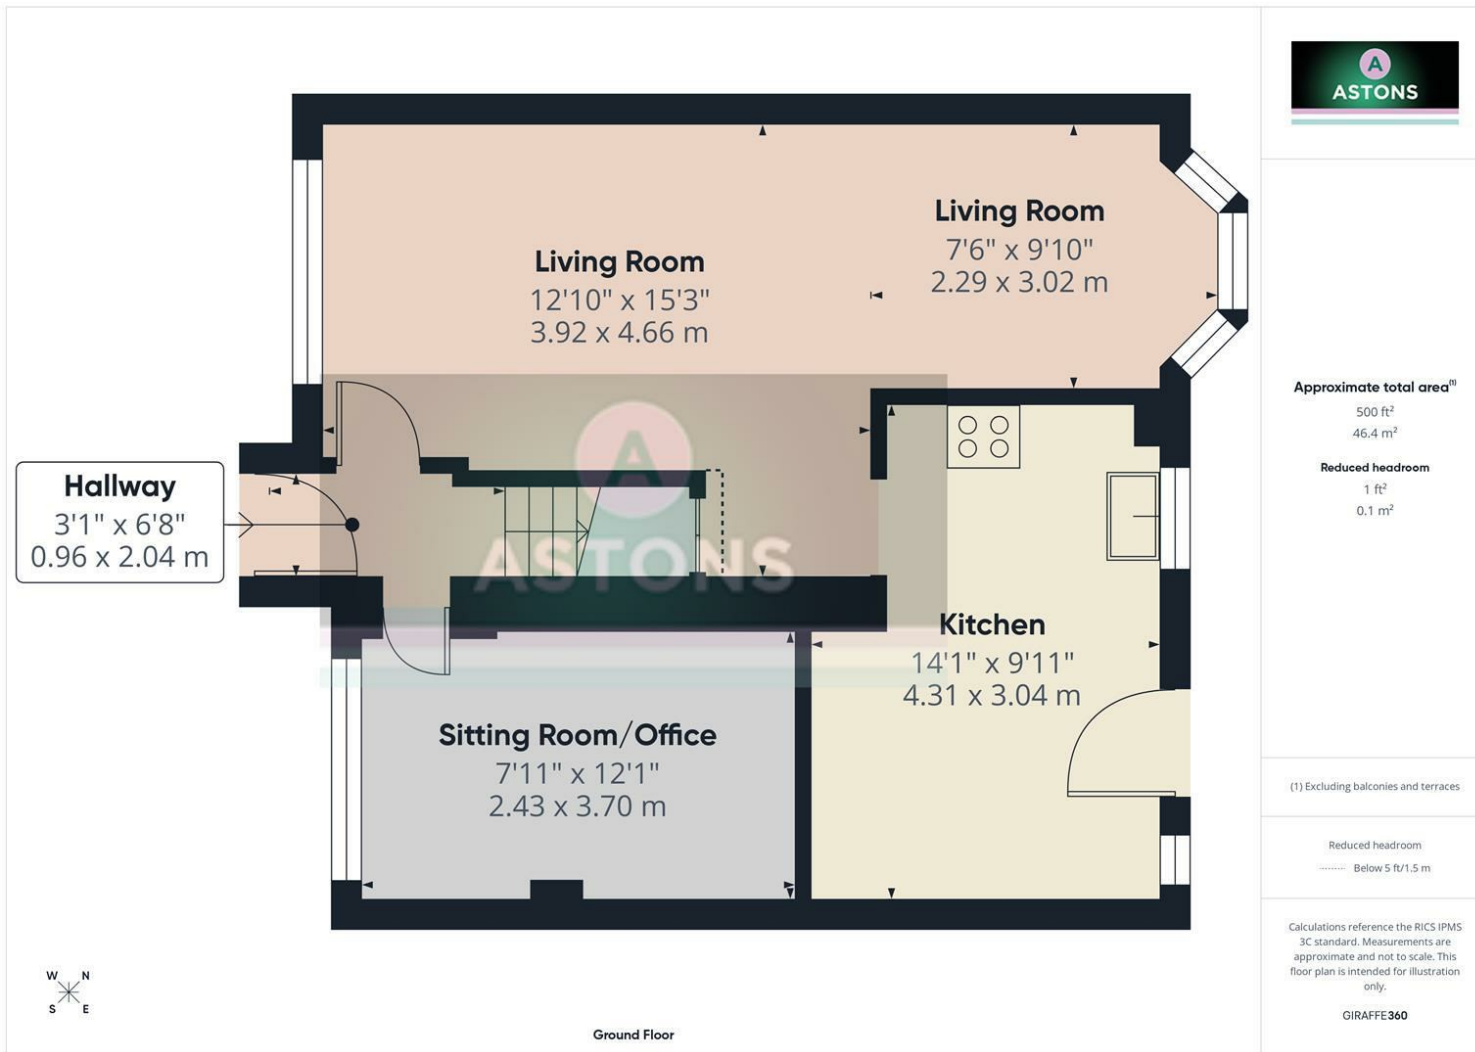 A
ASTONS
Living Room
7'6" x 9'10"
2.29 x 3.02 m
Living Room
12'10" x 15'3"
3.92 x 4.66 m
Hallway
3'1" x 6'8"
0.96 x 2.04 m
A
ASTONS
Kitchen
14'1" x 9'11"
4.31 x 3.04 m
Sitting Room/Office
7'11" x 12'1"
2.43 x 3.70 m
W N
S E
Ground Floor
Approximate total area(1)
500 ft²
46.4 m²
Reduced headroom
1 ft²
0.1 m²
(1) Excluding balconies and terraces
Reduced headroom
Below 5 ft/1.5 m
Calculations reference the RICS IPMS
3C standard. Measurements are
approximate and not to scale. This
floor plan is intended for illustration
only.
GIRAFFE360